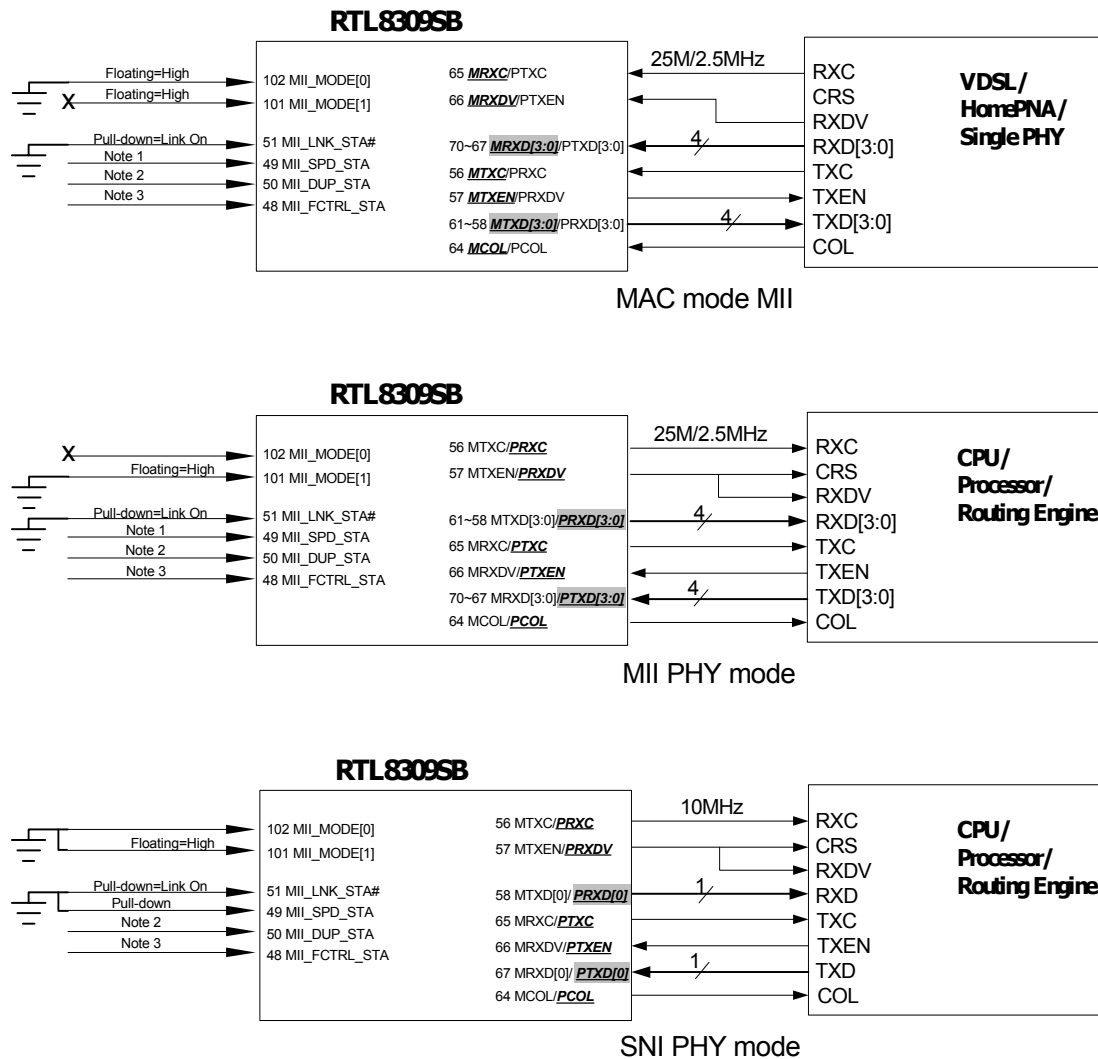 RTL8309SB
Floating=High
Floating=High
X
Pull-down=Link On
Note 1
Note 2
Note 3
102 MII_MODE[0]
101 MII_MODE[1]
51 MII_LNK_STA#
49 MII_SPD_STA
50 MII_DUP_STA
48 MII_FCTRL_STA
65 MRXC/PTXC
66 MRXDV/PTXEN
70~67 MRXD[3:0]/PTXD[3:0]
56 MTXC/PRXC
57 MTXEN/PRXDV
61~58 MTXD[3:0]/PRXD[3:0]
64 MCOL/PCOL
25M/2.5MHz
4
4
RXC
CRS
RXDV
RXD[3:0]
TXC
TXEN
TXD[3:0]
COL
VDSL/
HomePNA/
Single PHY
MAC mode MII
RTL8309SB
X
Floating=High
Pull-down=Link On
Note 1
Note 2
Note 3
102 MII_MODE[0]
101 MII_MODE[1]
51 MII_LNK_STA#
49 MII_SPD_STA
50 MII_DUP_STA
48 MII_FCTRL_STA
56 MTXC/PRXC
57 MTXEN/PRXDV
61~58 MTXD[3:0]/PRXD[3:0]
65 MRXC/PTXC
66 MRXDV/PTXEN
70~67 MRXD[3:0]/PTXD[3:0]
64 MCOL/PCOL
25M/2.5MHz
4
4
RXC
CRS
RXDV
RXD[3:0]
TXC
TXEN
TXD[3:0]
COL
CPU/
Processor/
Routing Engine
MII PHY mode
RTL8309SB
Floating=High
Pull-down=Link On
Pull-down
Note 2
Note 3
102 MII_MODE[0]
101 MII_MODE[1]
51 MII_LNK_STA#
49 MII_SPD_STA
50 MII_DUP_STA
48 MII_FCTRL_STA
56 MTXC/PRXC
57 MTXEN/PRXDV
58 MTXD[0]/PRXD[0]
65 MRXC/PTXC
66 MRXDV/PTXEN
67 MRXD[0]/ PTXD[0]
64 MCOL/PCOL
10MHz
1
1
RXC
CRS
RXDV
RXD
TXC
TXEN
TXD
COL
CPU/
Processor/
Routing Engine
SNI PHY mode